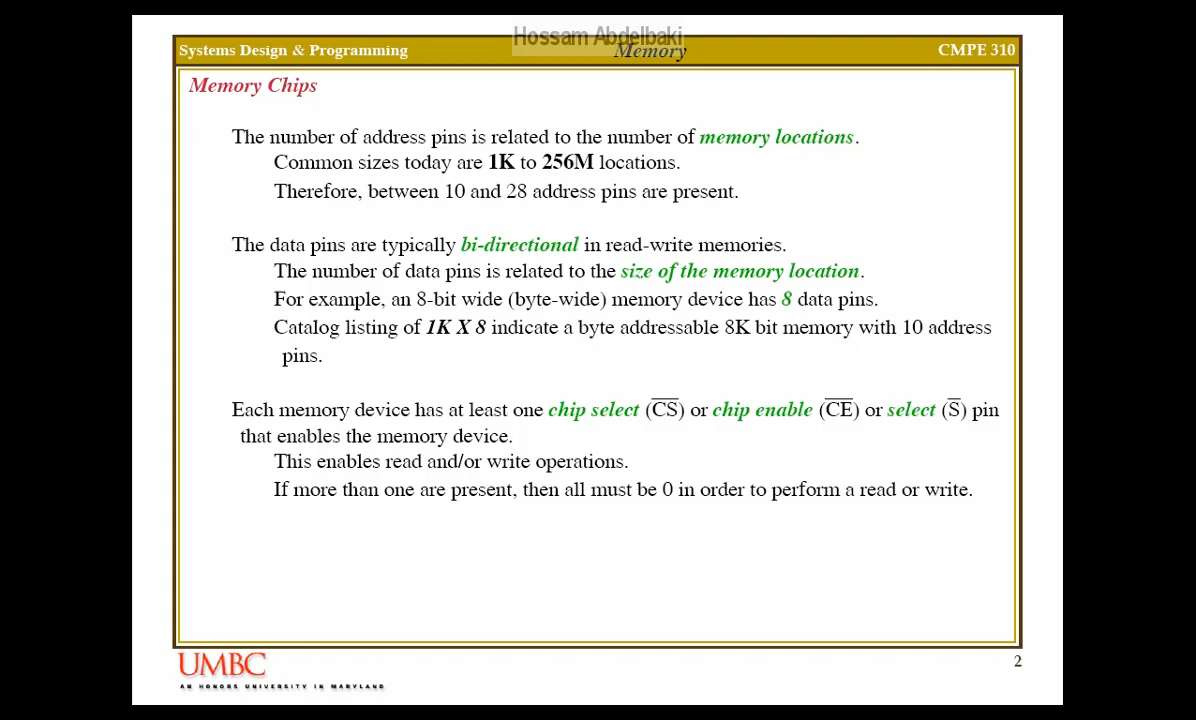 Hossam Abdelbaki
Systems Design & Programming
Memory
CMPE 310
Memory Chips
The number of address pins is related to the number of memory locations.
Common sizes today are 1K to 256M locations.
Therefore, between 10 and 28 address pins are present.
The data pins are typically bi-directional in read-write memories.
The number of data pins is related to the size of the memory location.
For example, an 8-bit wide (byte-wide) memory device has 8 data pins.
Catalog listing of 1K X 8 indicate a byte addressable 8K bit memory with 10 address
pins.
Each memory device has at least one chip select (C̅S̅) or chip enable (C̅E̅) or select (S̅) pin
that enables the memory device.
This enables read and/or write operations.
If more than one are present, then all must be 0 in order to perform a read or write.
UMBC
AN HONORS UNIVERSITY IN MARYLAND
2